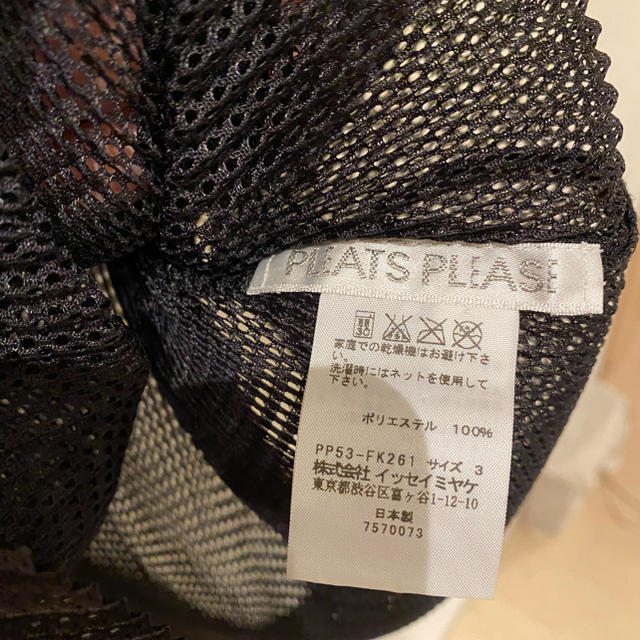 PLEATS PLEASE
家庭での乾燥機はお避け下さ
い。
洗濯時にはネットを使用して
下さい。
ポリエステル 100%
PP53-FK261 サイズ 3
株式会社 イッセイミヤケ
東京都渋谷区富ヶ谷1-12-10
日本製
7570073